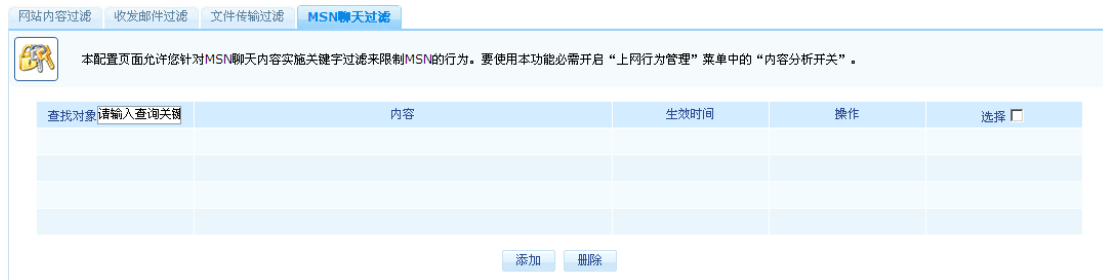 网站内容过滤 收发邮件过滤 文件传输过滤 MSN聊天过滤
本配置页面允许您针对MSN聊天内容实施关键字过滤来限制MSN的行为。要使用本功能必需开启“上网行为管理”菜单中的“内容分析开关”。
查找对象 请输入查询关键 内容 生效时间 操作 选择
添加 删除